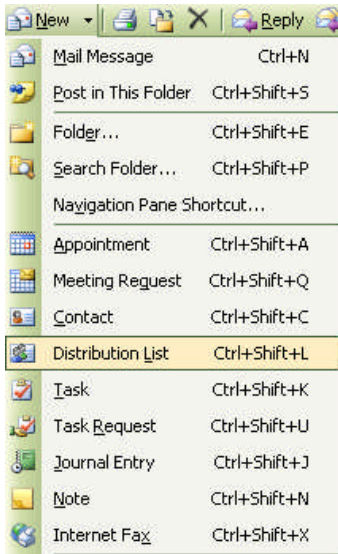 New Reply
Mail Message Ctrl+N
Post in This Folder Ctrl+Shift+S
Folder... Ctrl+Shift+E
Search Folder... Ctrl+Shift+P
Navigation Pane Shortcut...
Appointment Ctrl+Shift+A
Meeting Request Ctrl+Shift+Q
Contact Ctrl+Shift+C
Distribution List Ctrl+Shift+L
Task Ctrl+Shift+K
Task Request Ctrl+Shift+U
Journal Entry Ctrl+Shift+J
Note Ctrl+Shift+N
Internet Fax Ctrl+Shift+X